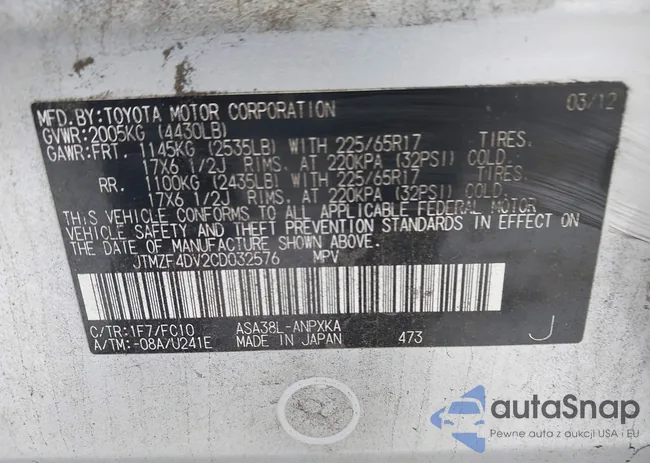 MFD.BY:TOYOTA MOTOR CORPORATION 03/12
GVWR:2005KG (4430LB)
GAWR:FRT. 1145KG (2535LB) WITH 225/65R17 TIRES.
17X6 1/2J RIMS. AT 220KPA (32PSI) COLD.
RR. 1100KG (2435LB) WITH 225/65R17 TIRES.
17X6 1/2J RIMS. AT 220KPA (32PSI) COLD.
THIS VEHICLE CONFORMS TO ALL APPLICABLE FEDERAL MOTOR
VEHICLE SAFETY AND THEFT PREVENTION STANDARDS IN EFFECT ON
THE DATE OF MANUFACTURE SHOWN ABOVE.
JTMZF4DV2CD032576 MPV
C/TR:1F7/FC10 ASA38L-ANPXKA
A/TM:-08A/U241E MADE IN JAPAN 473 J
autaSnap
Pewne auta z aukcji USA i EU